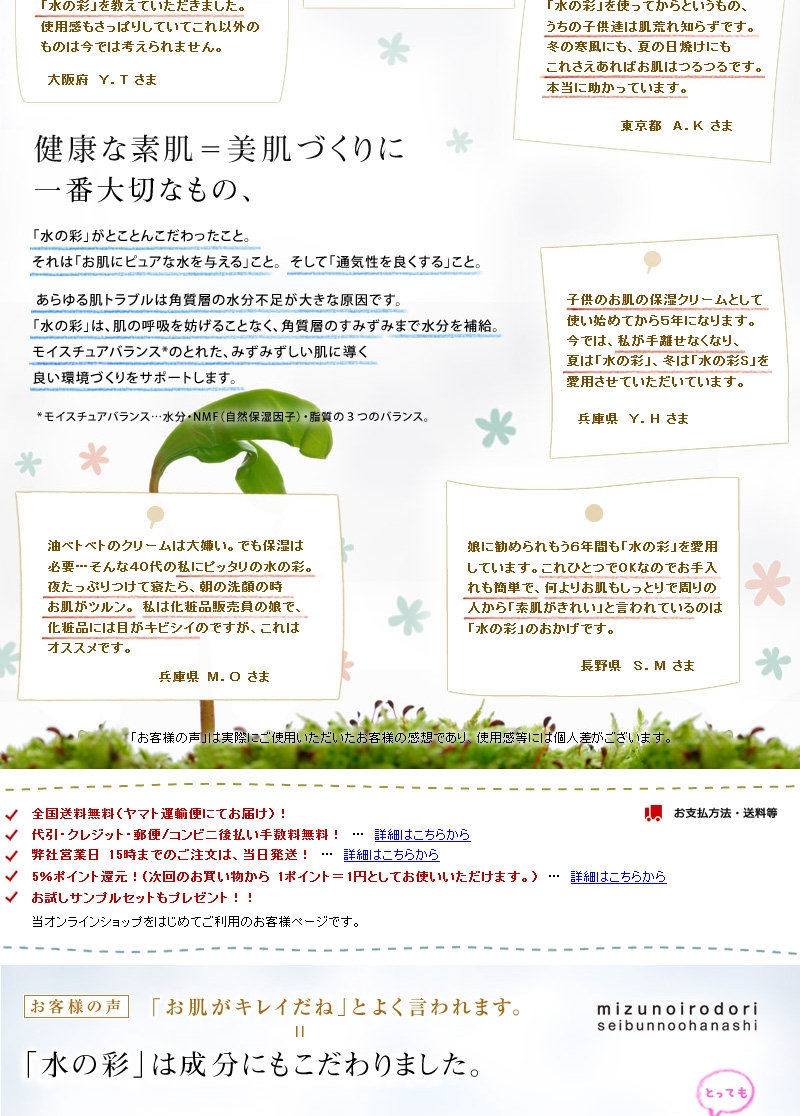 「水の彩」を教えていただきました。
使用感もさっぱりしていてこれ以外の
ものは今では考えられません。
大阪府 Y.T さま
「水の彩」を使ってからというもの、
うちの子供達は肌荒れ知らずです。
冬の寒風にも、夏の日焼けにも
これさえあればお肌はつるつるです。
本当に助かっています。
東京都 A.K さま
健康な素肌＝美肌づくりに
一番大切なもの、
「水の彩」がとことんこだわったこと。
それは「お肌にピュアな水を与える」こと。 そして「通気性を良くする」こと。
あらゆる肌トラブルは角質層の水分不足が大きな原因です。
「水の彩」は、肌の呼吸を妨げることなく、角質層のすみずみまで水分を補給。
モイスチュアバランス*のとれた、みずみずしい肌に導く
良い環境づくりをサポートします。
*モイスチュアバランス…水分・NMF（自然保湿因子）・脂質の３つのバランス。
子供のお肌の保湿クリームとして
使い始めてから5年になります。
今では、私が手離せなくなり、
夏は「水の彩」、冬は「水の彩S」を
愛用させていただいています。
兵庫県 Y.H さま
油ベトベトのクリームは大嫌い。でも保湿は
必要…そんな40代の私にピッタリの水の彩。
夜たっぷりつけて寝たら、朝の洗顔の時
お肌がツルン。 私は化粧品販売員の娘で、
化粧品には目がキビシイのですが、これは
オススメです。
兵庫県 M.O さま
娘に勧められもう6年間も「水の彩」を愛用
しています。これひとつでOKなのでお手入
れも簡単で、何よりお肌もしっとりで周りの
人から「素肌がきれい」と言われているのは
「水の彩」のおかげです。
長野県 S.M さま
「お客様の声」は実際にご使用いただいたお客様の感想であり、使用感等には個人差がございます。
全国送料無料（ヤマト運輸便にてお届け）！
お支払方法・送料等
代引・クレジット・郵便/コンビニ後払い手数料無料！ … 詳細はこちらから
弊社営業日 15時までのご注文は、当日発送！ … 詳細はこちらから
5%ポイント還元！（次回のお買い物から 1ポイント＝1円としてお使いいただけます。） … 詳細はこちらから
お試しサンプルセットもプレゼント！！
当オンラインショップをはじめてご利用のお客様ページです。
お客様の声 「お肌がキレイだね」とよく言われます。
＝
mizunoirodori
seibunnoohanashi
「水の彩」は成分にもこだわりました。
とっても